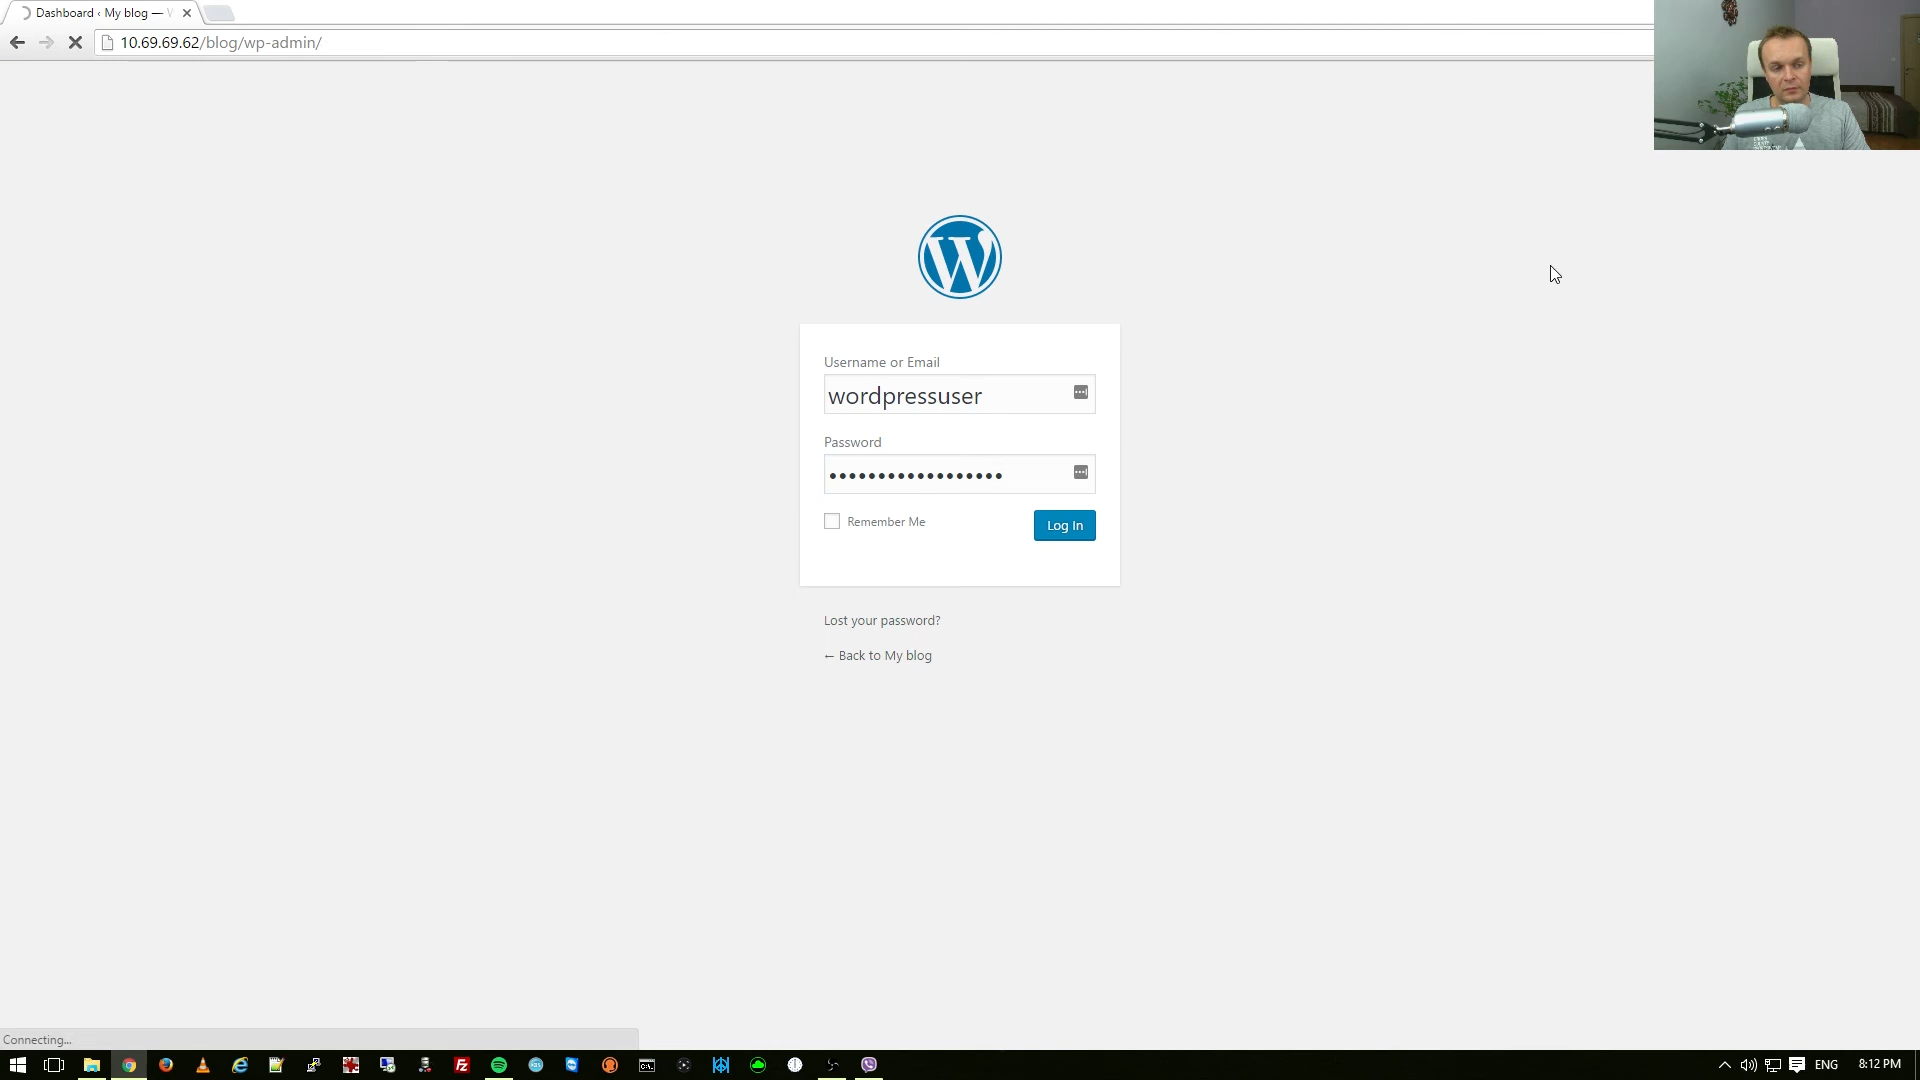 Dashboard ‹ My blog —
10.69.69.62/blog/wp-admin/
Username or Email
wordpressuser
Password
••••••••••••••••••
Remember Me
Log In
Lost your password?
← Back to My blog
Connecting...
ENG
8:12 PM